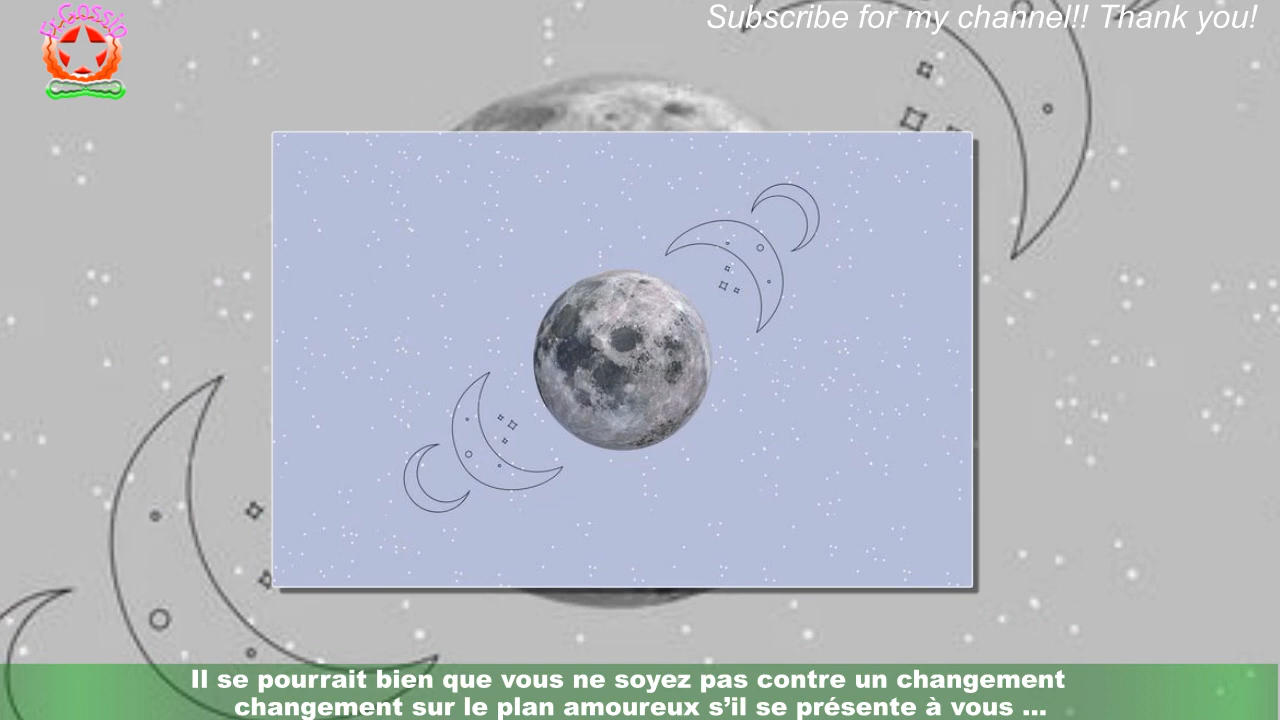 Gossip
Subscribe for my channel!! Thank you!
Il se pourrait bien que vous ne soyez pas contre un changement
changement sur le plan amoureux s’il se présente à vous ...